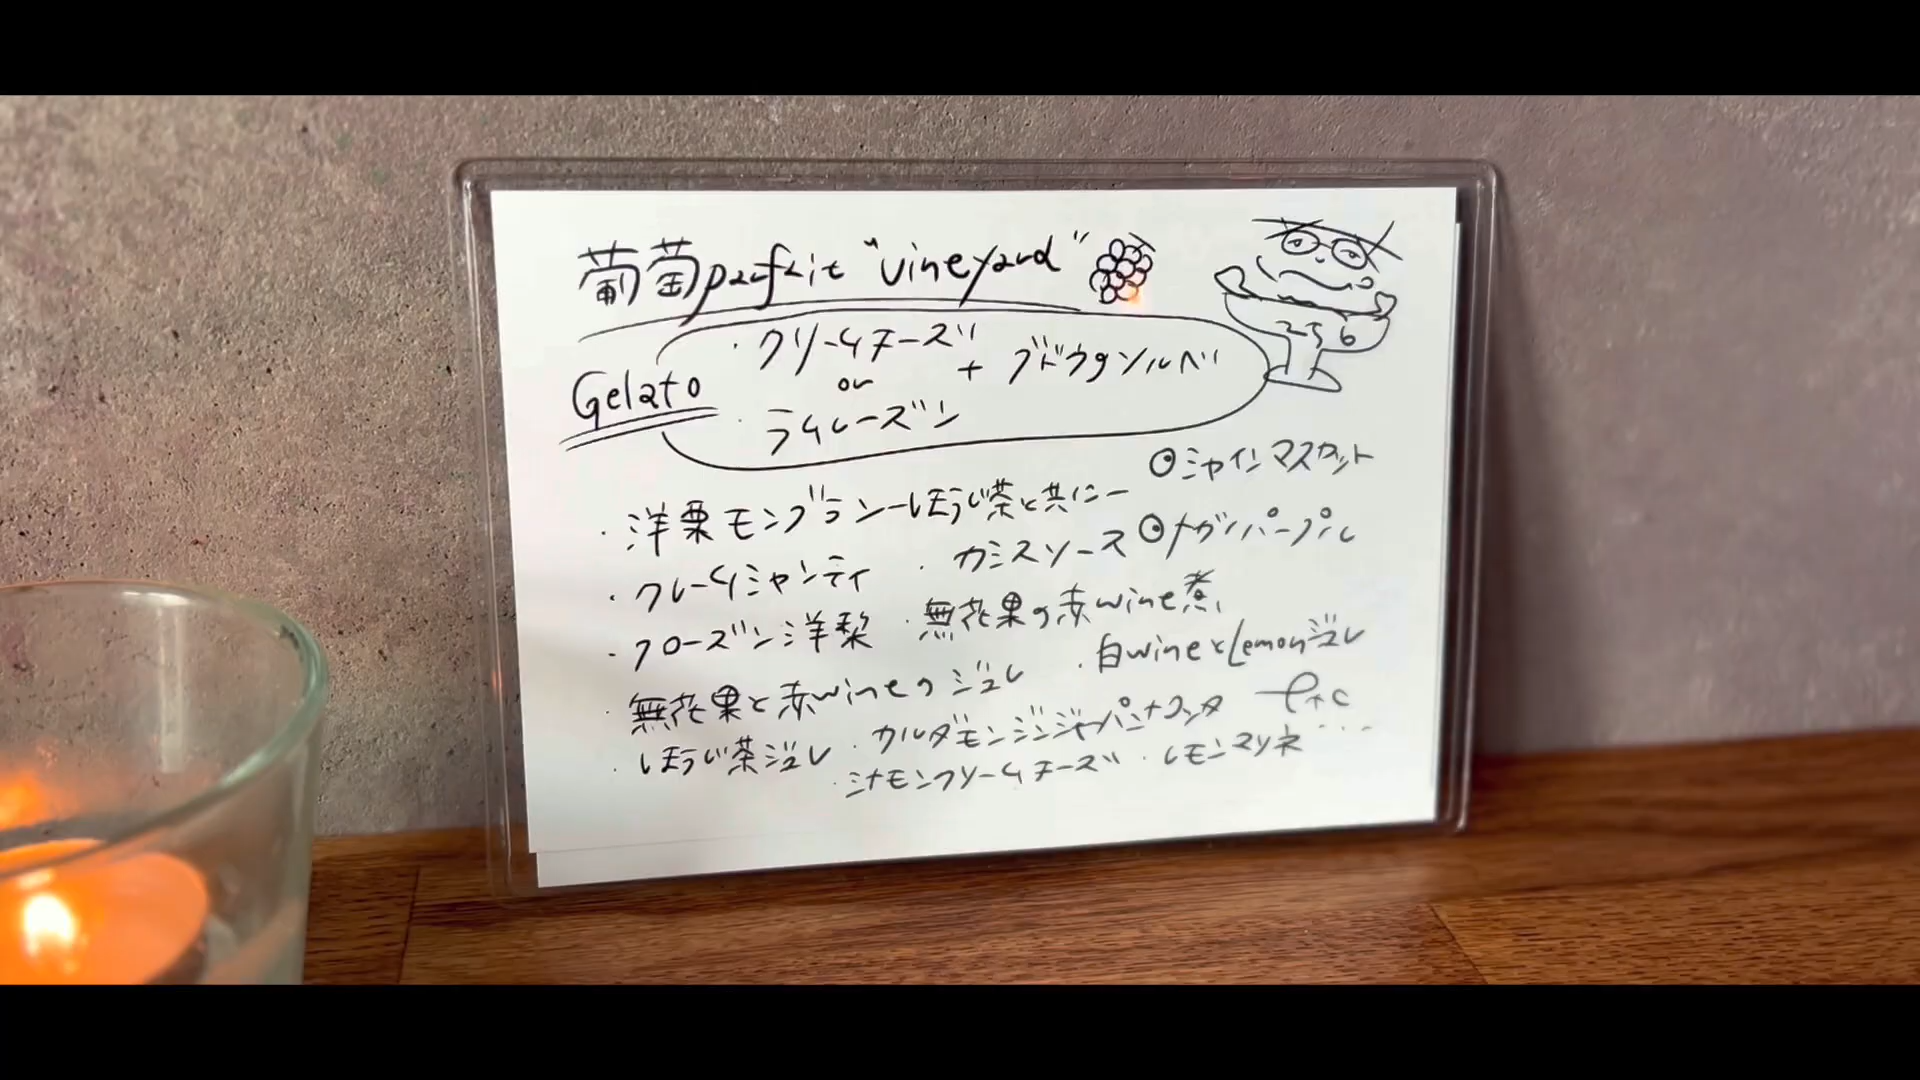 葡萄parfait "Vineyard"
256
Gelato
・クリームチーズ
or
・ラムレーズン
+ ブドウのソルベ
◎シャインマスカット
・洋栗モンブランーほうじ茶と共にー
◎ナガノパープル
・クレームシャンティ ・カシスソース
・フローズン洋梨 ・無花果の赤wine煮
・無花果と赤wineのジュレ ・白wineとLemonジュレ
・ほうじ茶ジュレ ・カルダモンジンジャーパンナコッタ etc
・シナモンクリームチーズ ・レモンマリネ ・・・